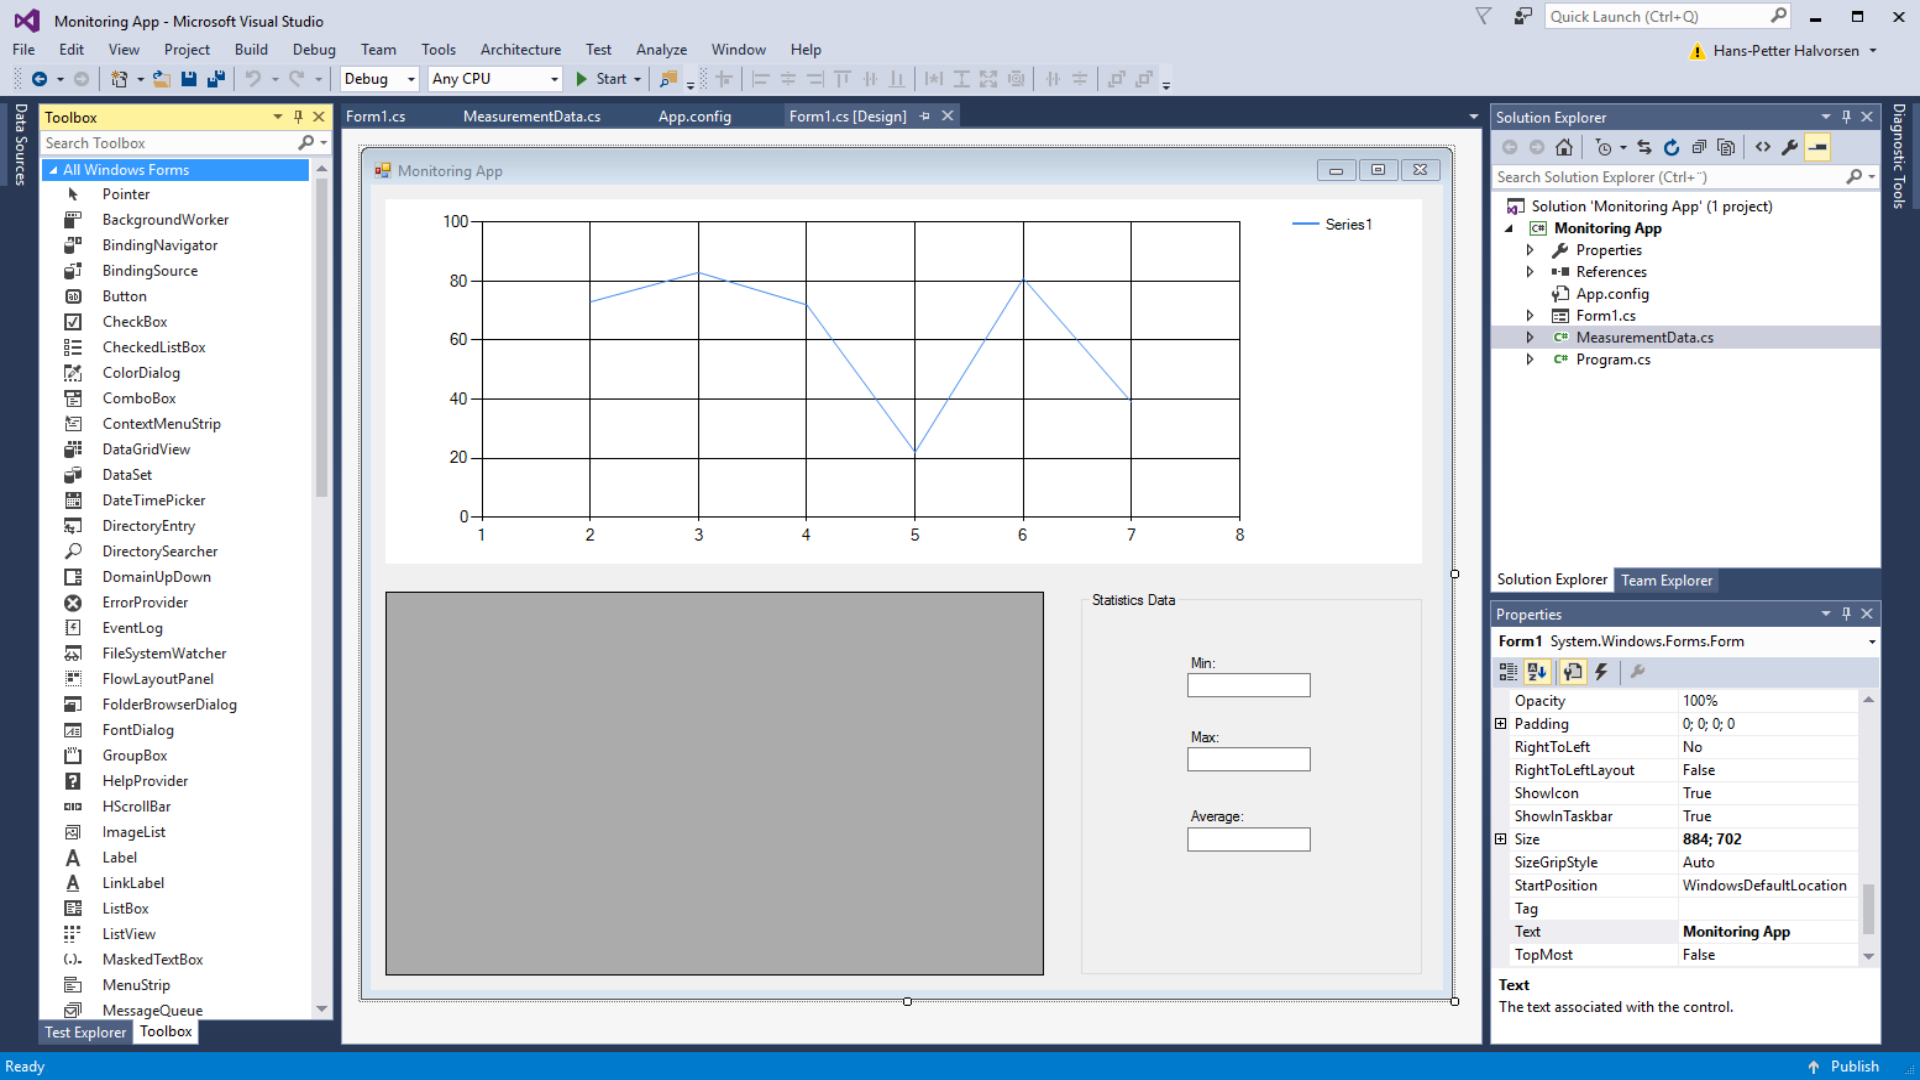 Monitoring App - Microsoft Visual Studio
Quick Launch (Ctrl+Q)
File Edit View Project Build Debug Team Tools Test Architecture Analyze Window Help
Hans-Petter Halvorsen
Debug Any CPU Start
Data Sources
Toolbox
Search Toolbox
All Windows Forms
Pointer
BackgroundWorker
BindingNavigator
BindingSource
Button
CheckBox
CheckedListBox
ColorDialog
ComboBox
ContextMenuStrip
DataGridView
DataSet
DateTimePicker
DirectoryEntry
DirectorySearcher
DomainUpDown
ErrorProvider
EventLog
FileSystemWatcher
FlowLayoutPanel
FolderBrowserDialog
FontDialog
GroupBox
HelpProvider
HScrollBar
ImageList
Label
LinkLabel
ListBox
ListView
MaskedTextBox
MenuStrip
MessageQueue
Test Explorer Toolbox
Form1.cs MeasurementData.cs App.config Form1.cs [Design]
Monitoring App
100
80
60
40
20
0
1 2 3 4 5 6 7 8
Series1
Statistics Data
Min:
Max:
Average:
Solution Explorer
Search Solution Explorer (Ctrl+¨)
Solution 'Monitoring App' (1 project)
C# Monitoring App
Properties
References
App.config
Form1.cs
C# MeasurementData.cs
C# Program.cs
Solution Explorer Team Explorer
Properties
Form1 System.Windows.Forms.Form
Opacity 100%
Padding 0; 0; 0; 0
RightToLeft No
RightToLeftLayout False
ShowIcon True
ShowInTaskbar True
Size 884; 702
SizeGripStyle Auto
StartPosition WindowsDefaultLocation
Tag
Text Monitoring App
TopMost False
Text
The text associated with the control.
Diagnostic Tools
Ready
Publish